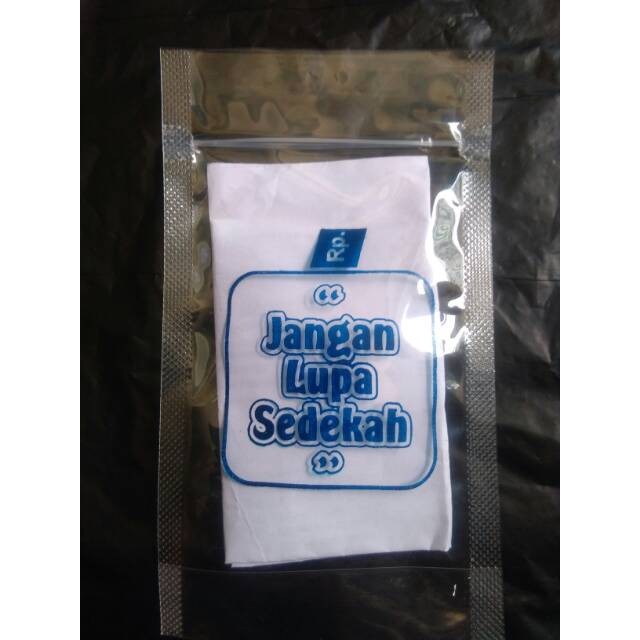 Rp.
“
Jangan
Lupa
Sedekah
”